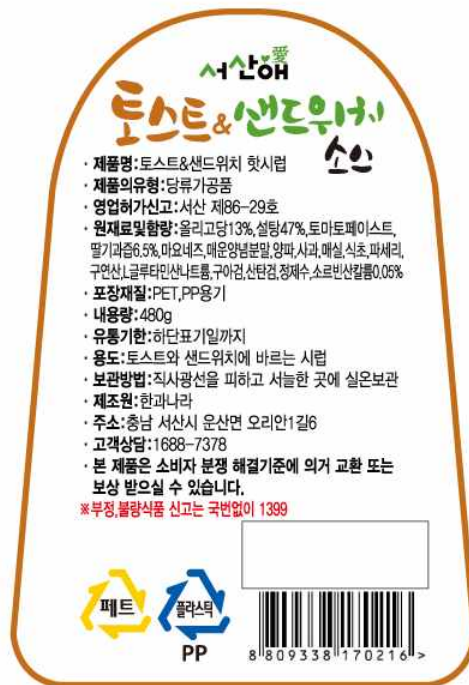 서산애愛
토스트&샌드위치
소스
· 제품명:토스트&샌드위치 핫시럽
· 제품의유형:당류가공품
· 영업허가신고:서산 제86-29호
· 원재료및함량:올리고당13%,설탕47%,토마토페이스트,
딸기과즙6.5%,마요네즈,매운양념분말,양파,사과,매실,식초,파세리,
구연산,L글루타민산나트륨,구아검,산탄검,정제수,소르빈산칼륨0.05%
· 포장재질:PET,PP용기
· 내용량:480g
· 유통기한:하단표기일까지
· 용도:토스트와 샌드위치에 바르는 시럽
· 보관방법:직사광선을 피하고 서늘한 곳에 실온보관
· 제조원:한과나라
· 주소:충남 서산시 운산면 오리안1길6
· 고객상담:1688-7378
· 본 제품은 소비자 분쟁 해결기준에 의거 교환 또는
보상 받으실 수 있습니다.
※부정,불량식품 신고는 국번없이 1399
페트 플라스틱
PP
8 809338 170216 >